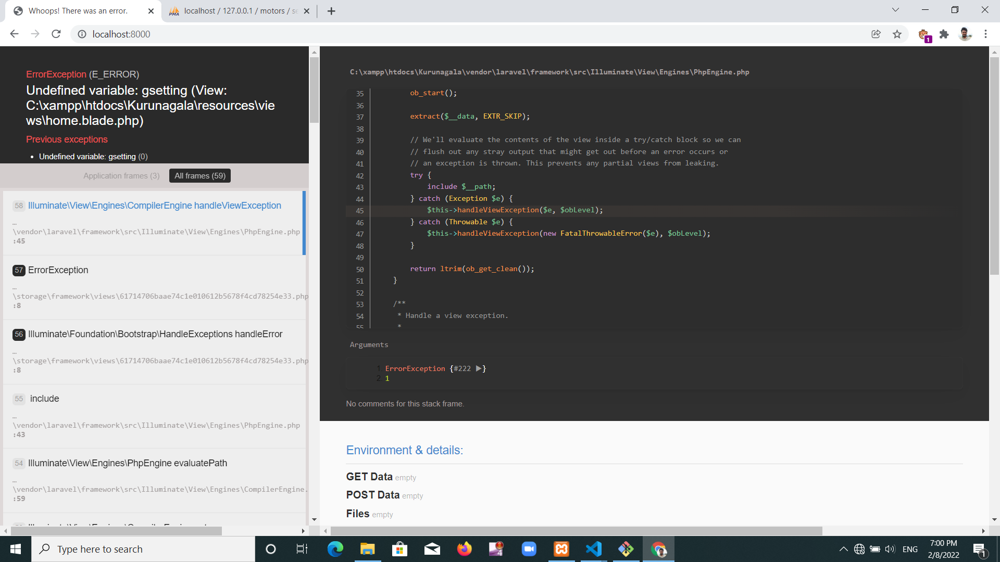 Whoops! There was an error.
PMA
localhost / 127.0.0.1 / motors / se
localhost:8000
1
ErrorException (E_ERROR)
Undefined variable: gsetting (View:
C:\xampp\htdocs\Kurunagala\resources\vie
ws\home.blade.php)
Previous exceptions
• Undefined variable: gsetting (0)
Application frames (3)
All frames (59)
58 Illuminate\View\Engines\CompilerEngine handleViewException
…
\vendor\laravel\framework\src\Illuminate\View\Engines\PhpEngine.php
:45
57 ErrorException
…
\storage\framework\views\61714706baae74c1e010612b5678f4cd78254e33.php
:8
56 Illuminate\Foundation\Bootstrap\HandleExceptions handleError
…
\storage\framework\views\61714706baae74c1e010612b5678f4cd78254e33.php
:8
55 include
…
\vendor\laravel\framework\src\Illuminate\View\Engines\PhpEngine.php
:43
54 Illuminate\View\Engines\PhpEngine evaluatePath
…
\vendor\laravel\framework\src\Illuminate\View\Engines\CompilerEngine.
:59
C:\xampp\htdocs\Kurunagala\vendor\laravel\framework\src\Illuminate\View\Engines\PhpEngine.php
35 ob_start();
36
37 extract($__data, EXTR_SKIP);
38
39 // We'll evaluate the contents of the view inside a try/catch block so we can
40 // flush out any stray output that might get out before an error occurs or
41 // an exception is thrown. This prevents any partial views from leaking.
42 try {
43 include $__path;
44 } catch (Exception $e) {
45 $this->handleViewException($e, $obLevel);
46 } catch (Throwable $e) {
47 $this->handleViewException(new FatalThrowableError($e), $obLevel);
48 }
49
50 return ltrim(ob_get_clean());
51 }
52
53 /**
54 * Handle a view exception.
55 *
Arguments
1. ErrorException {#222 ▶}
2. 1
No comments for this stack frame.
Environment & details:
GET Data empty
POST Data empty
Files empty
Type here to search
4
ENG
7:00 PM
2/8/2022
1